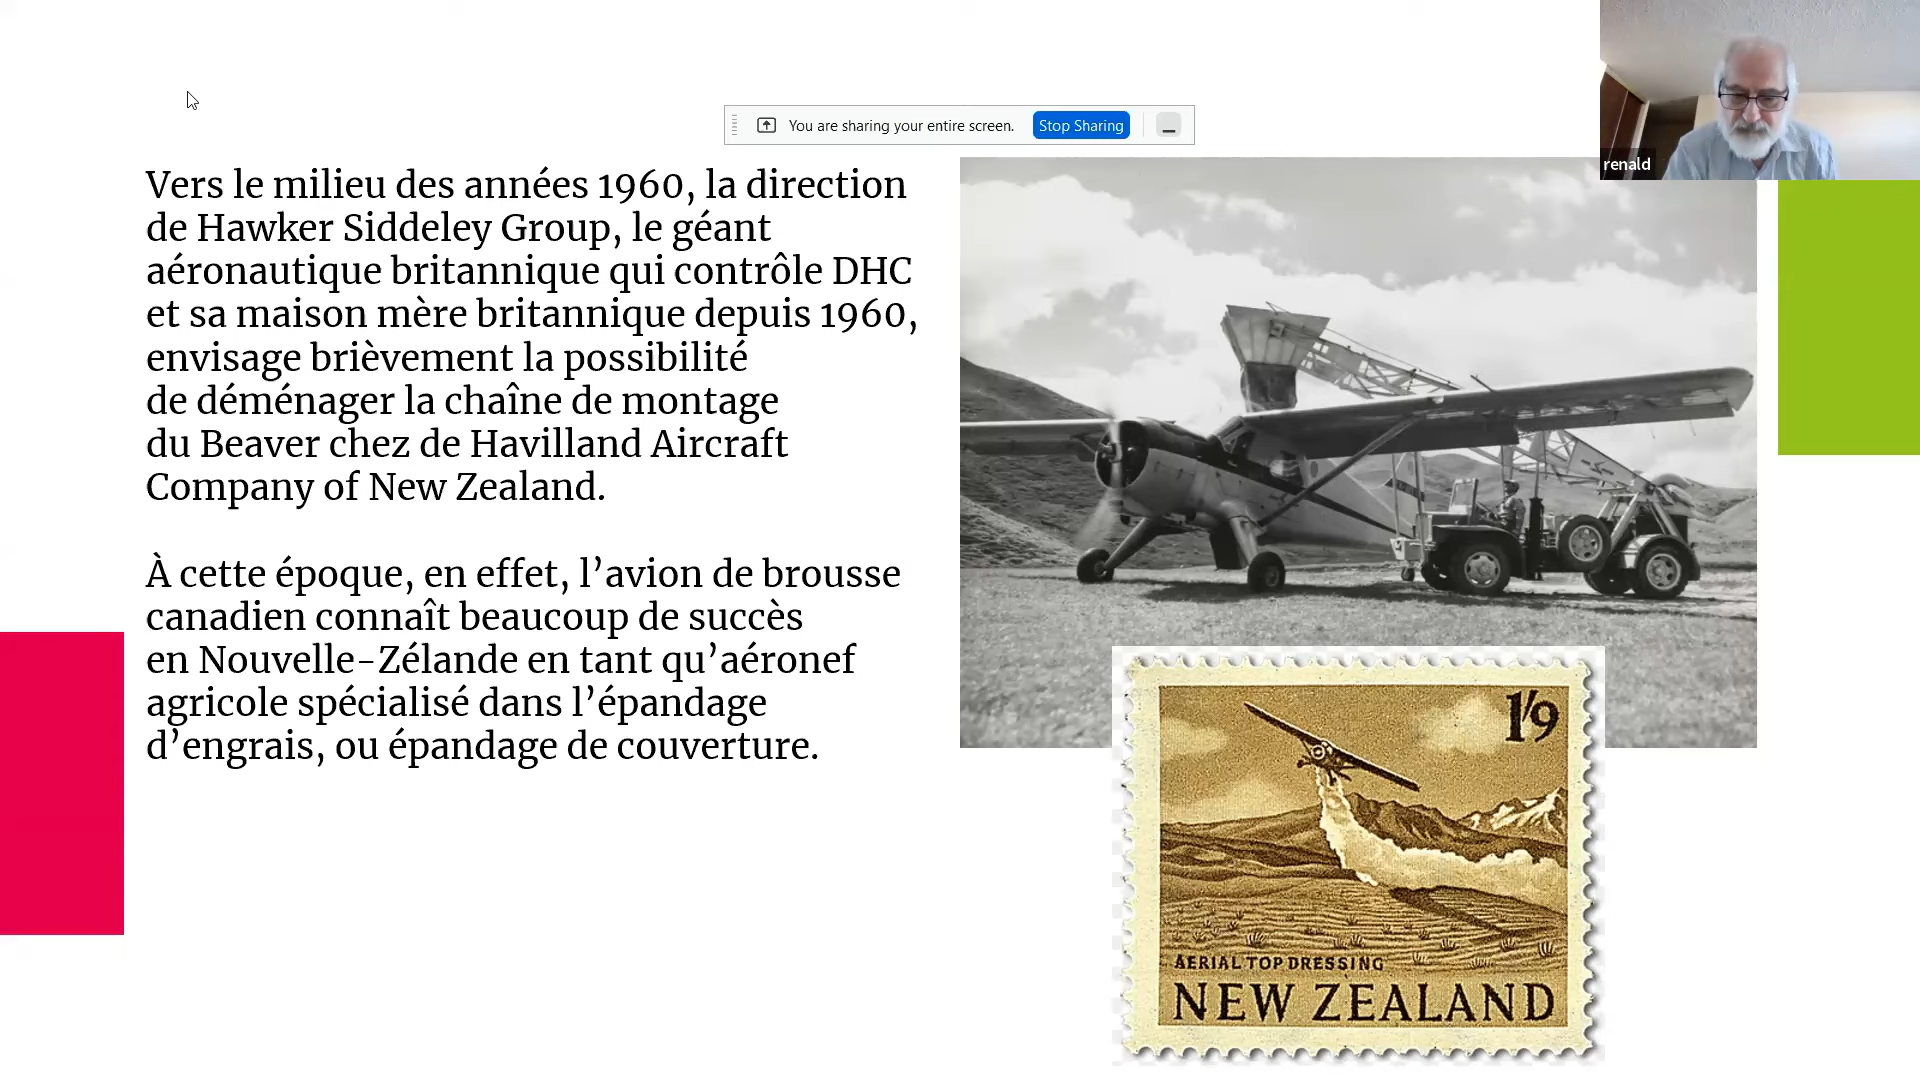 You are sharing your entire screen. Stop Sharing
renald
Vers le milieu des années 1960, la direction
de Hawker Siddeley Group, le géant
aéronautique britannique qui contrôle DHC
et sa maison mère britannique depuis 1960,
envisage brièvement la possibilité
de déménager la chaîne de montage
du Beaver chez de Havilland Aircraft
Company of New Zealand.
À cette époque, en effet, l’avion de brousse
canadien connaît beaucoup de succès
en Nouvelle-Zélande en tant qu’aéronef
agricole spécialisé dans l’épandage
d’engrais, ou épandage de couverture.
1/9
AERIAL TOP DRESSING
NEW ZEALAND